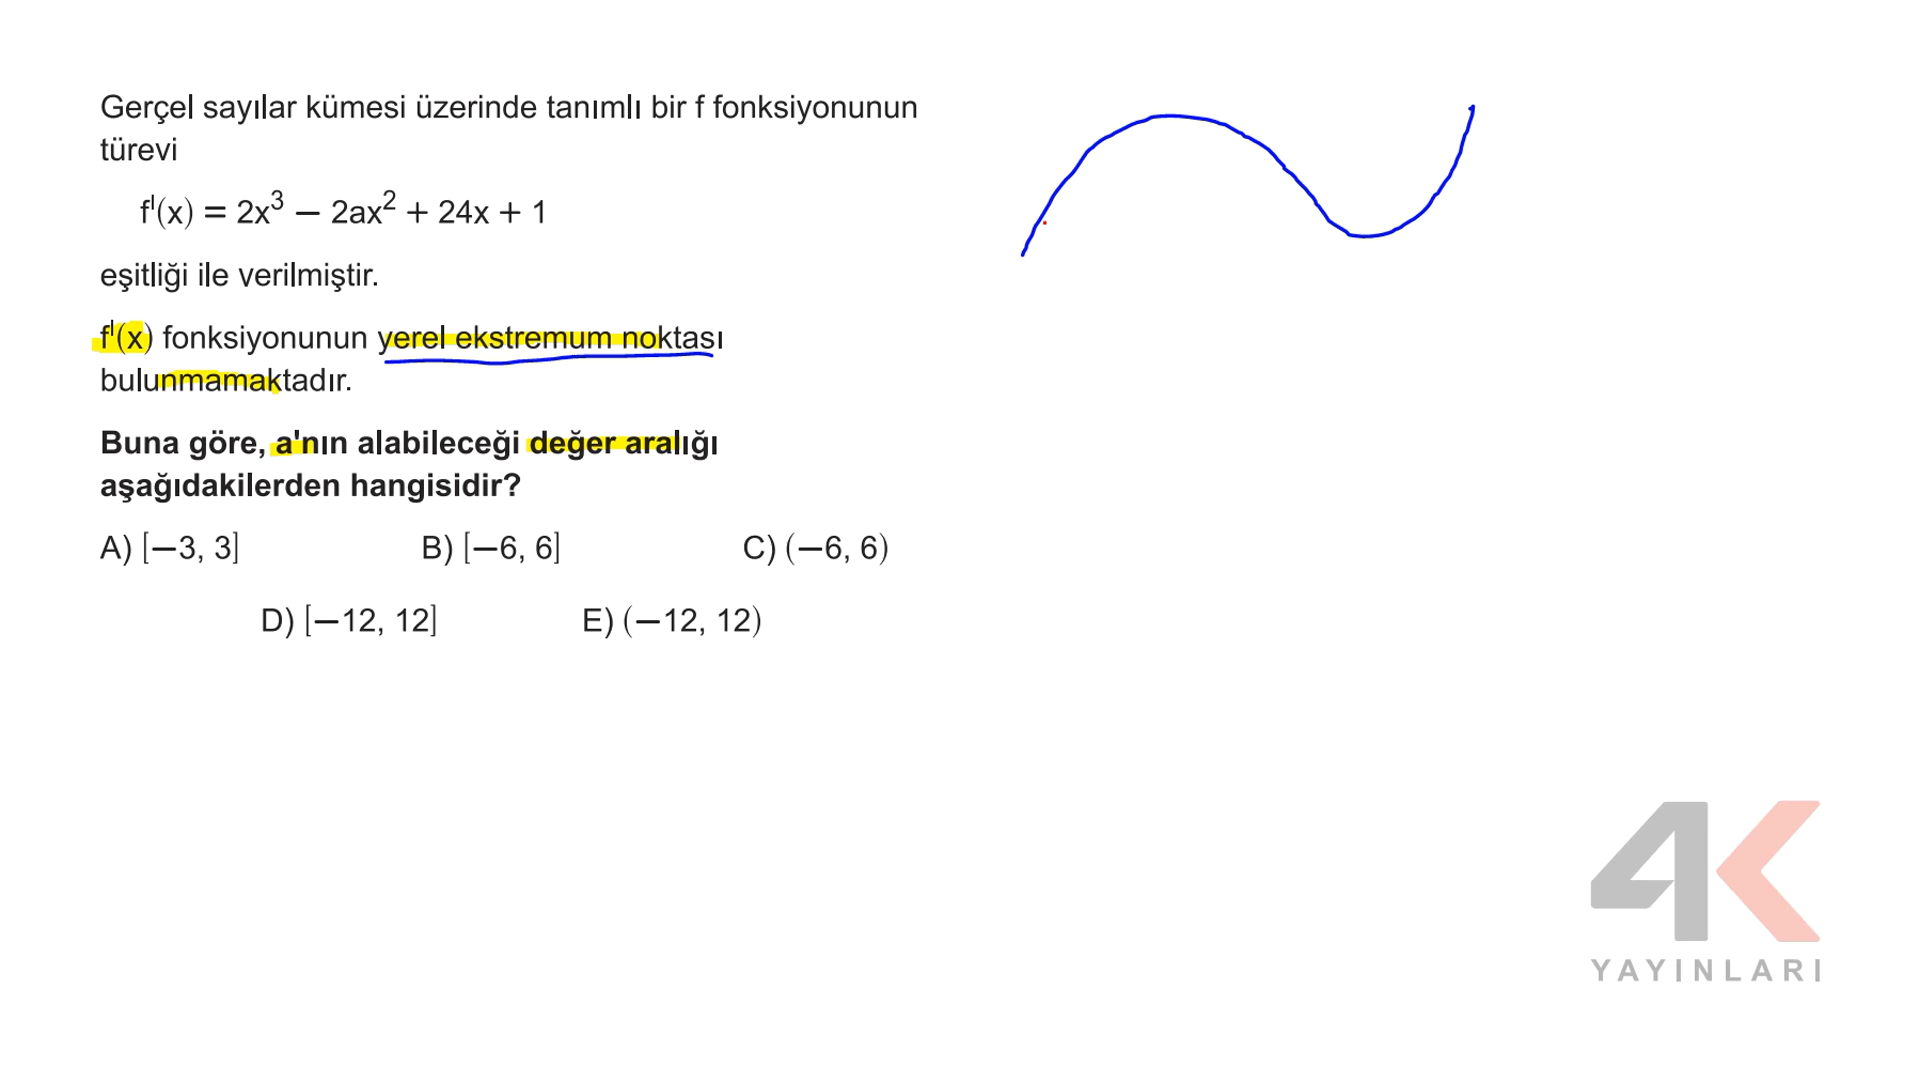 Gerçel sayılar kümesi üzerinde tanımlı bir f fonksiyonunun
türevi
f'(x) = 2x³ – 2ax² + 24x + 1
eşitliği ile verilmiştir.
f'(x) fonksiyonunun yerel ekstremum noktası
bulunmamaktadır.
Buna göre, a'nın alabileceği değer aralığı
aşağıdakilerden hangisidir?
A) [–3, 3] B) [–6, 6] C) (–6, 6)
D) [–12, 12] E) (–12, 12)
4K
YAYINLARI